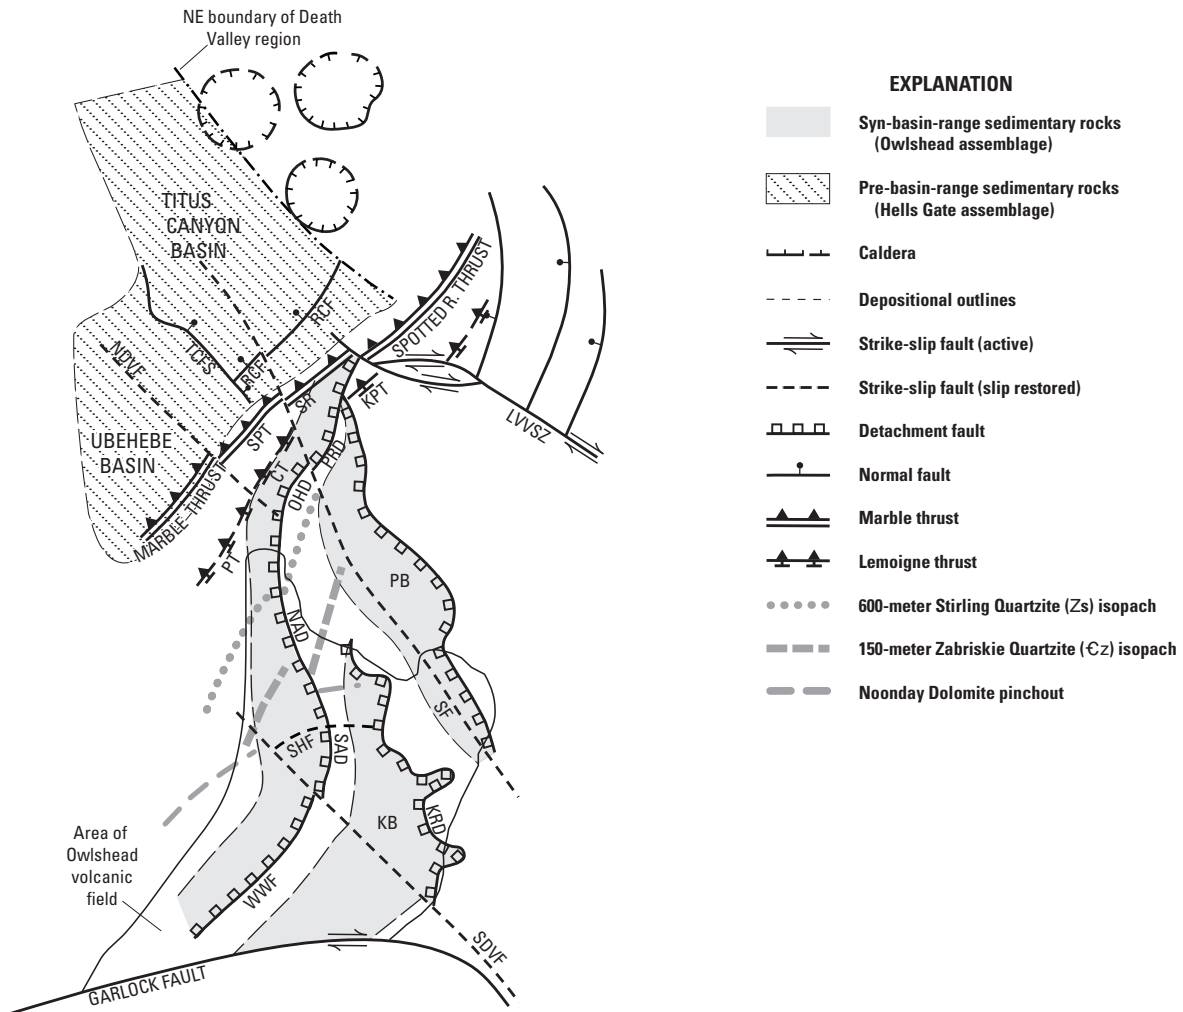 NE boundary of Death
Valley region
TITUS
CANYON
BASIN
RCF
TCFS
RCF
NDVF
UBEHEBE
BASIN
MARBLE THRUST
SPT
SR
SPOTTED R. THRUST
KPT
LVVSZ
CT
PRD
OHD
PT
PB
NAD
SF
SHF
SAD
KB
KRD
Area of
Owlshead
volcanic
field
WWF
SDVF
GARLOCK FAULT
EXPLANATION
Syn-basin-range sedimentary rocks
(Owlshead assemblage)
Pre-basin-range sedimentary rocks
(Hells Gate assemblage)
Caldera
Depositional outlines
Strike-slip fault (active)
Strike-slip fault (slip restored)
Detachment fault
Normal fault
Marble thrust
Lemoigne thrust
600-meter Stirling Quartzite (Zs) isopach
150-meter Zabriskie Quartzite (Єz) isopach
Noonday Dolomite pinchout